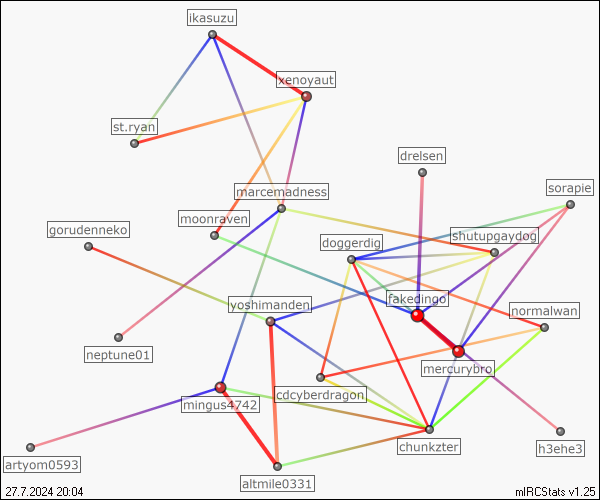 ikasuzu
xenoyaut
st.ryan
drelsen
marcemadness
sorapie
moonraven
gorudenneko
shutupgaydog
doggerdig
fakedingo
yoshimanden
normalwan
neptune01
mercurybro
cdcyberdragon
mingus4742
chunkzter
h3ehe3
artyom0593
altmile0331
27.7.2024 20:04
mIRCStats v1.25